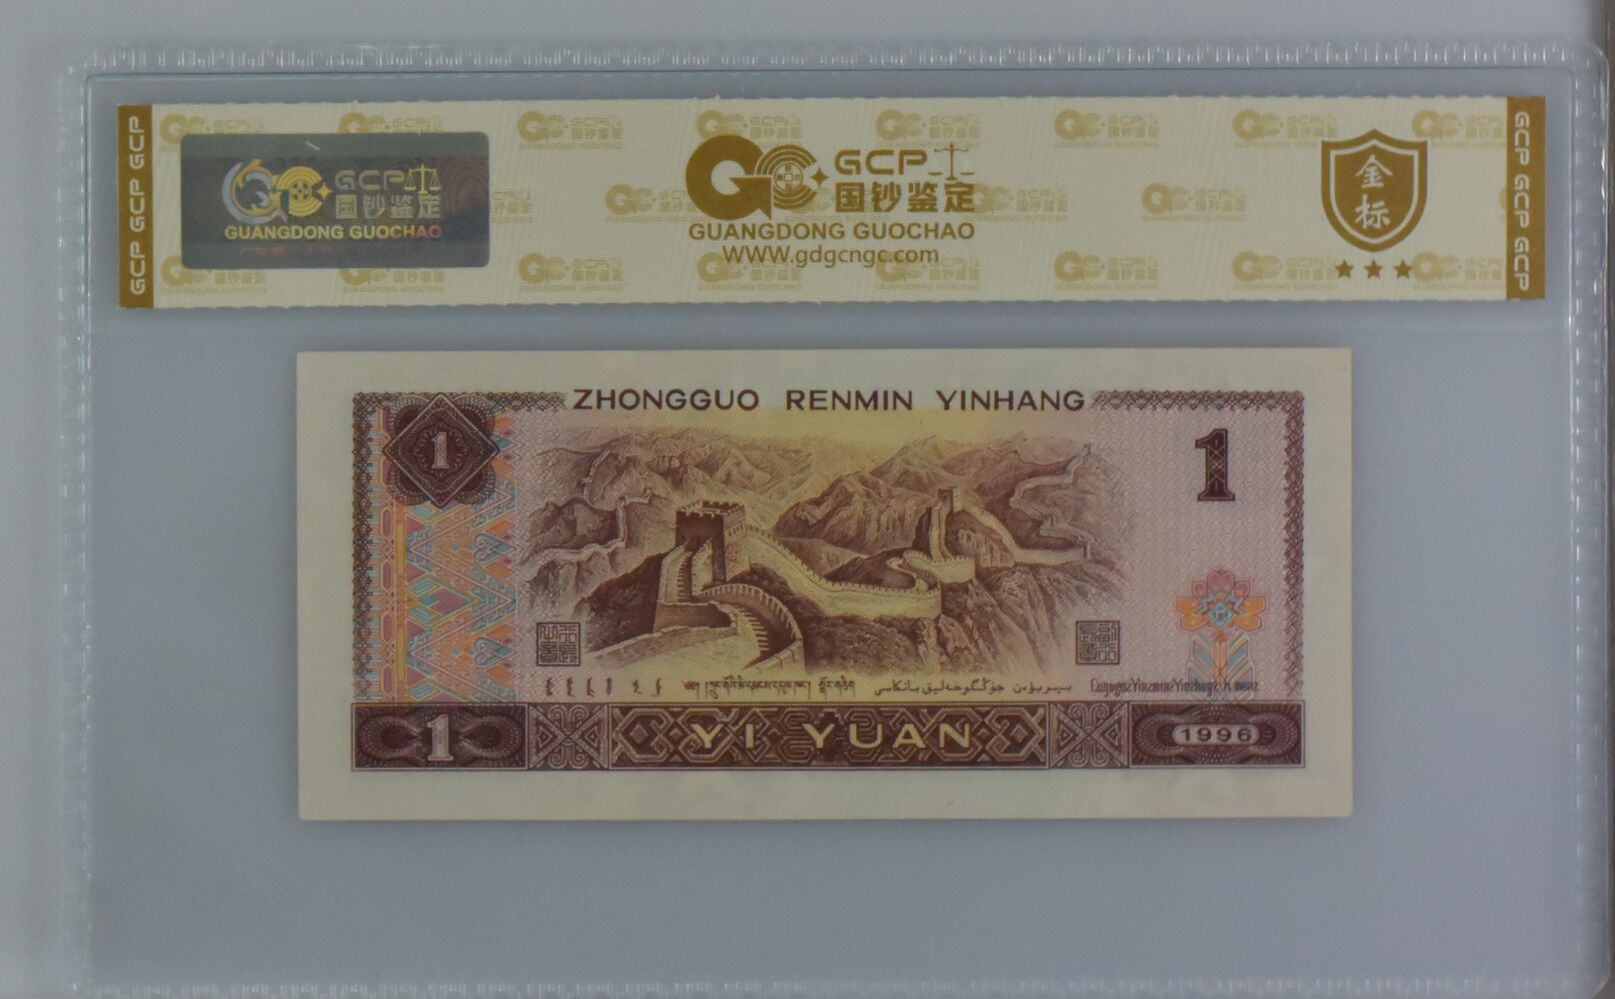 GCP GCP GCP
GCP
国钞鉴定
GUANGDONG GUOCHAO
GCP
国钞鉴定
GUANGDONG GUOCHAO
WWW.gdgcngc.com
金标
GCP GCP GCP
ZHONGGUO RENMIN YINHANG
1
1
1
YI YUAN
1996